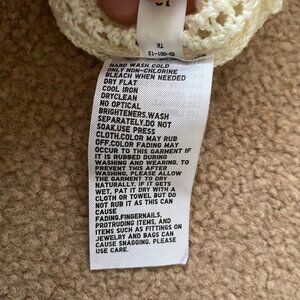 10-001-12
TK
HAND WASH COLD
ONLY NON-CHLORINE
BLEACH WHEN NEEDED
DRY FLAT
COOL IRON
DRYCLEAN
NO OPTICAL
BRIGHTENERS.WASH
SEPARATELY.DO NOT
SOAK.USE PRESS
CLOTH.COLOR MAY RUB
OFF.COLOR FADING MAY
OCCUR TO THIS GARMENT IF
IT IS RUBBED DURING
WASHING AND WEARING. TO
PREVENT THIS AFTER
WASHING, PLEASE ALLOW
THE GARMENT TO DRY
NATURALLY. IF IT GETS
WET, PAT IT DRY WITH A
CLOTH OR TOWEL BUT DO
NOT RUB IT AS THIS CAN
CAUSE
FADING.FINGERNAILS,
PROTRUDING ITEMS, AND
ITEMS SUCH AS FITTINGS ON
JEWELRY AND BAGS CAN
CAUSE SNAGGING. PLEASE
USE CARE.